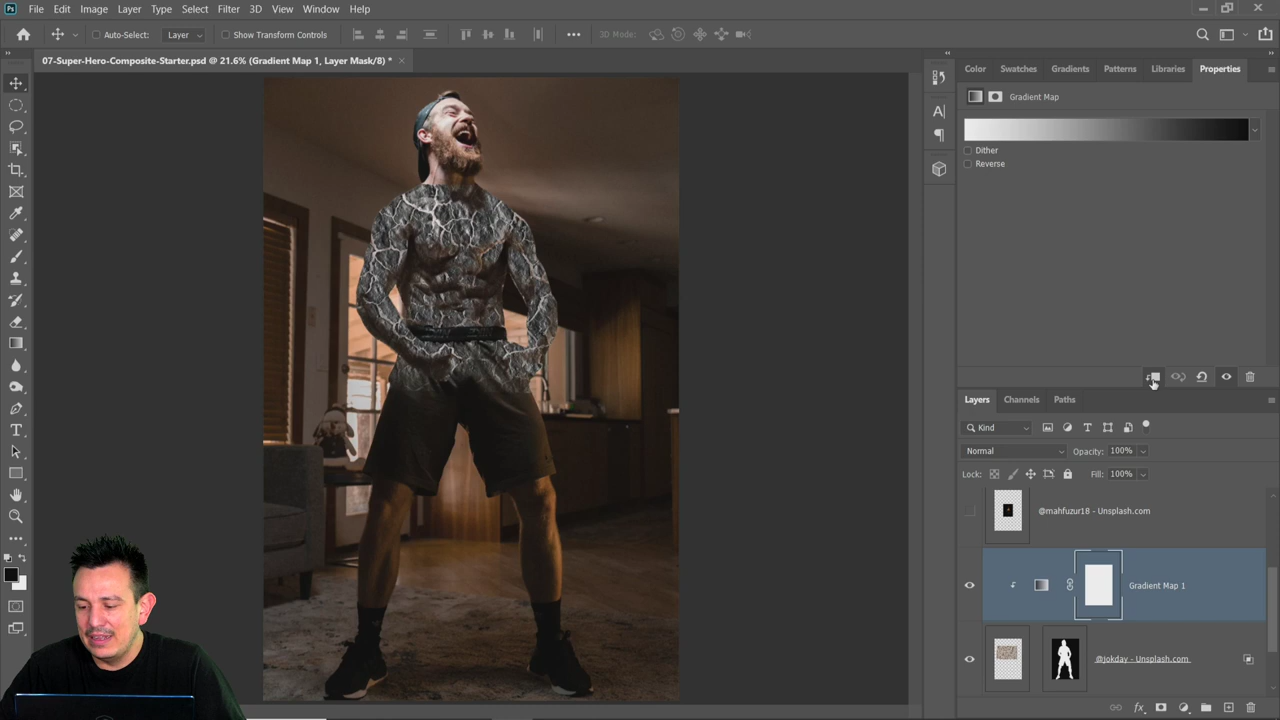 Ps File Edit Image Layer Type Select Filter 3D View Window Help
Auto-Select: Layer Show Transform Controls 3D Mode:
07-Super-Hero-Composite-Starter.psd @ 21.6% (Gradient Map 1, Layer Mask/8) *
Color Swatches Gradients Patterns Libraries Properties
Gradient Map
Dither
Reverse
Layers Channels Paths
Kind
Normal Opacity: 100%
Lock: Fill: 100%
@mahfuzur18 - Unsplash.com
Gradient Map 1
@jokday - Unsplash.com